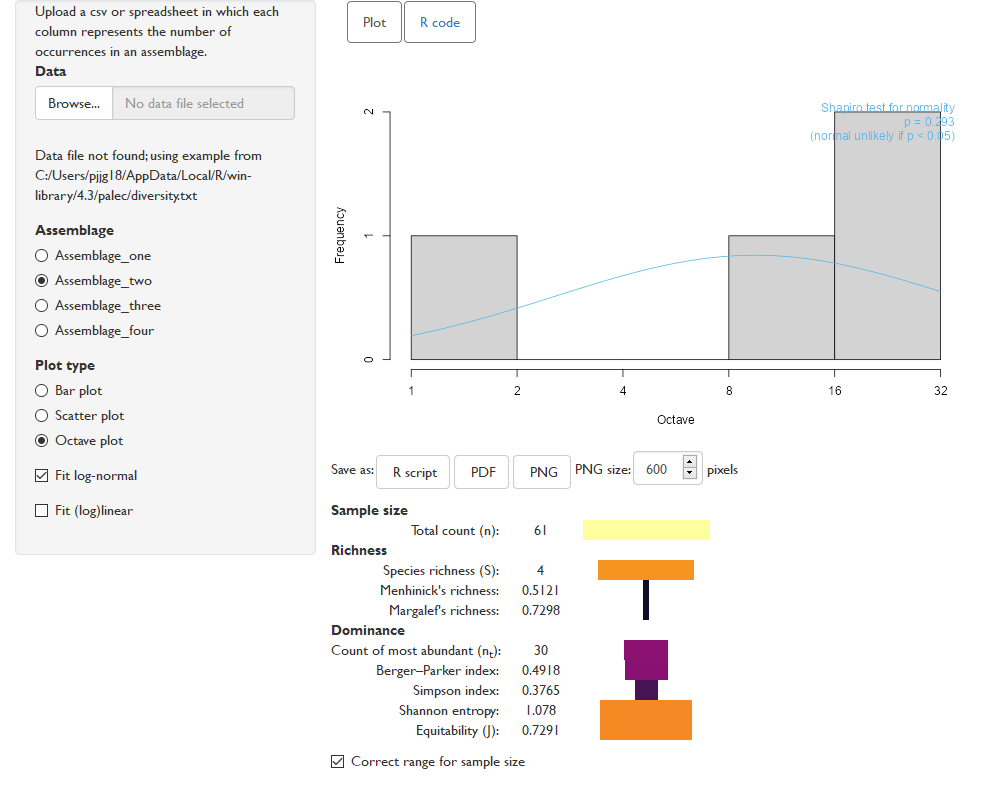 Upload a csv or spreadsheet in which each
column represents the number of
occurrences in an assemblage.
Data
Browse... No data file selected
Data file not found; using example from
C:/Users/pjjg18/AppData/Local/R/win-
library/4.3/palec/diversity.txt
Assemblage
Assemblage_one
Assemblage_two
Assemblage_three
Assemblage_four
Plot type
Bar plot
Scatter plot
Octave plot
Fit log-normal
Fit (log)linear
Plot R code
Shapiro test for normality
p = 0.293
(normal unlikely if p < 0.05)
Frequency
0 1 2
1 2 4 8 16 32
Octave
Save as: R script PDF PNG PNG size: 600 pixels
Sample size
Total count (n): 61
Richness
Species richness (S): 4
Menhinick's richness: 0.5121
Margalef's richness: 0.7298
Dominance
Count of most abundant (nt): 30
Berger–Parker index: 0.4918
Simpson index: 0.3765
Shannon entropy: 1.078
Equitability (J): 0.7291
Correct range for sample size